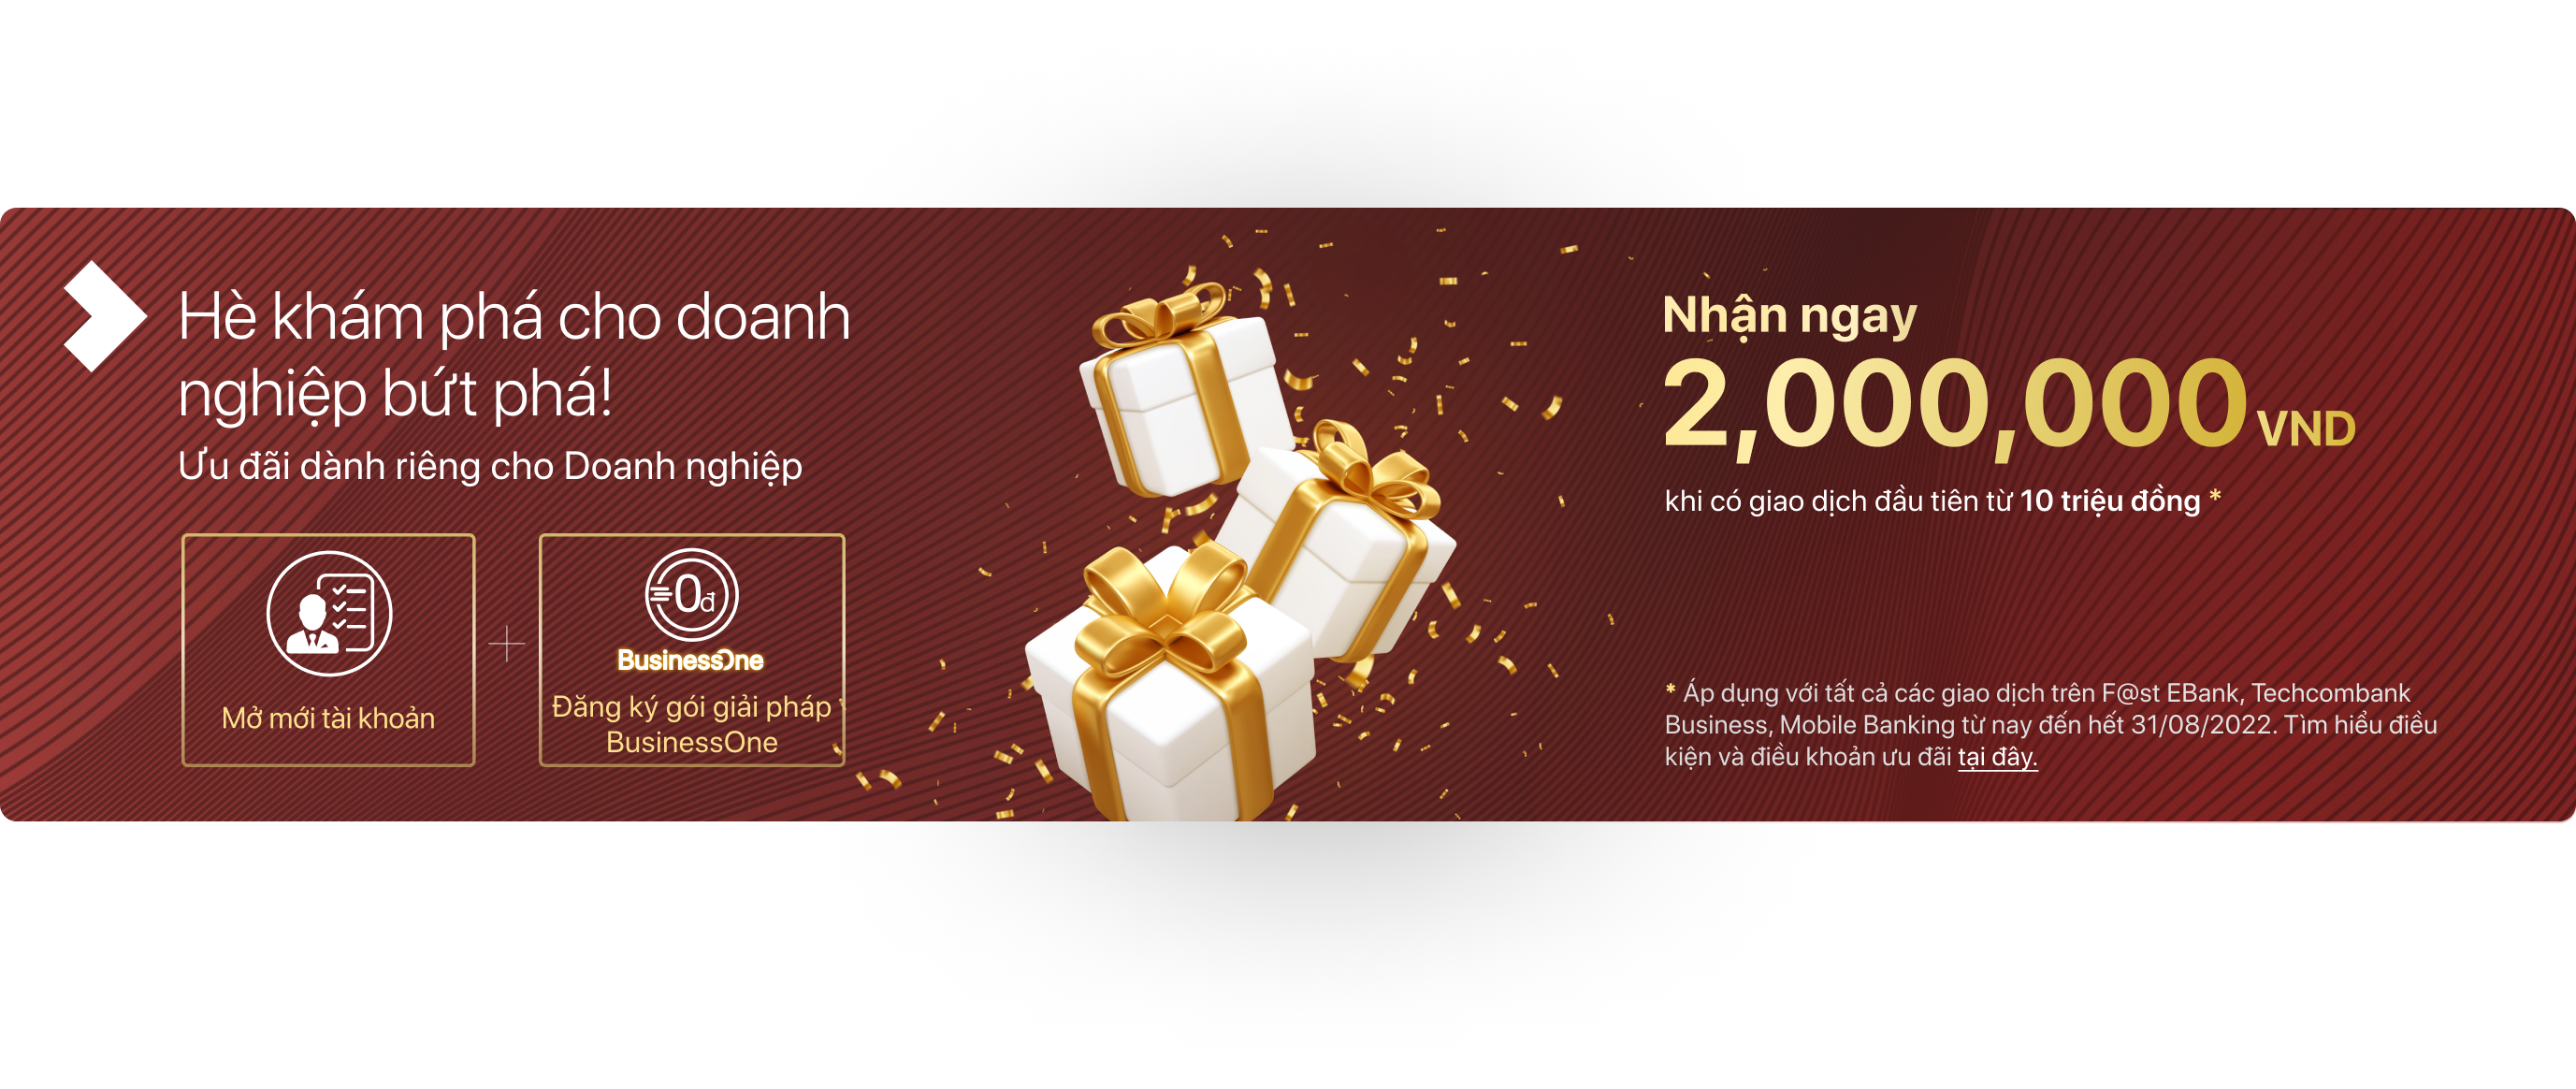 Hè khám phá cho doanh
nghiệp bứt phá!
Ưu đãi dành riêng cho Doanh nghiệp
Mở mới tài khoản
+
0đ
BusinessOne
Đăng ký gói giải pháp
BusinessOne
Nhận ngay
2,000,000 VND
khi có giao dịch đầu tiên từ 10 triệu đồng *
* Áp dụng với tất cả các giao dịch trên F@st EBank, Techcombank
Business, Mobile Banking từ nay đến hết 31/08/2022. Tìm hiểu điều
kiện và điều khoản ưu đãi tại đây.